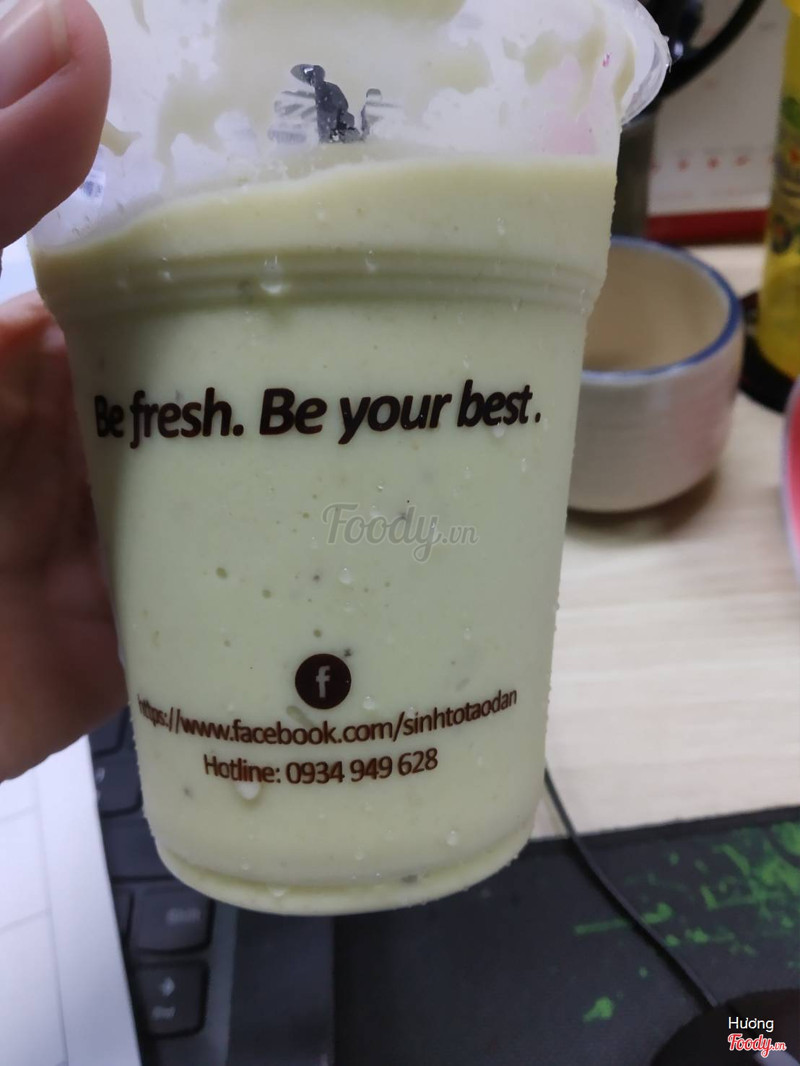 Be fresh. Be your best.
Foody.vn
f
https://www.facebook.com/sinhtotaodan
Hotline: 0934 949 628
Shift
Hương
Foody.vn